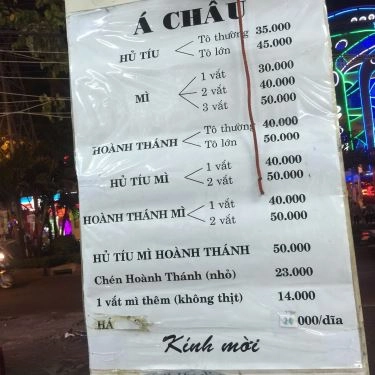 Á CHÂU
HỦ TÍU Tô thường 35.000
Tô lớn 45.000
MÌ 1 vắt 30.000
2 vắt 40.000
3 vắt 50.000
HOÀNH THÁNH Tô thường 40.000
Tô lớn 50.000
HỦ TÍU MÌ 1 vắt 40.000
2 vắt 50.000
HOÀNH THÁNH MÌ 1 vắt 40.000
2 vắt 50.000
HỦ TÍU MÌ HOÀNH THÁNH 50.000
Chén Hoành Thánh (nhỏ) 23.000
1 vắt mì thêm (không thịt) 14.000
000/dĩa
Kính mời